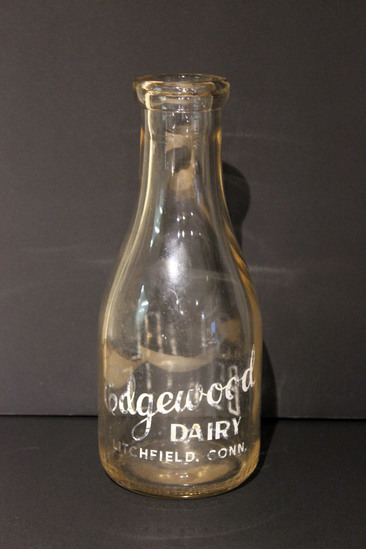 Edgewood
DAIRY
LITCHFIELD, CONN.